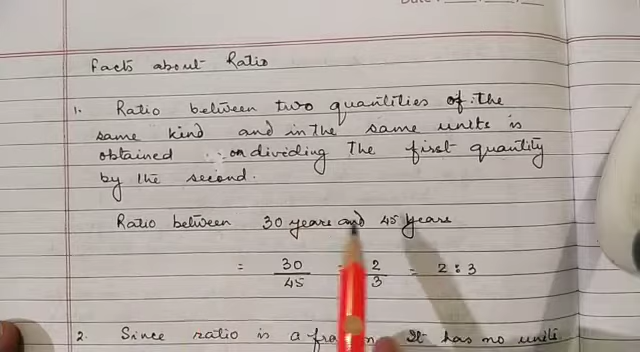 Date :
Facts about Ratio
1. Ratio between two quantities of the
same kind and in the same units is
obtained on dividing the first quantity
by the second.
Ratio between 30 years and 45 years
= 30/45 = 2/3 = 2 : 3
2. Since ratio is a It has no units